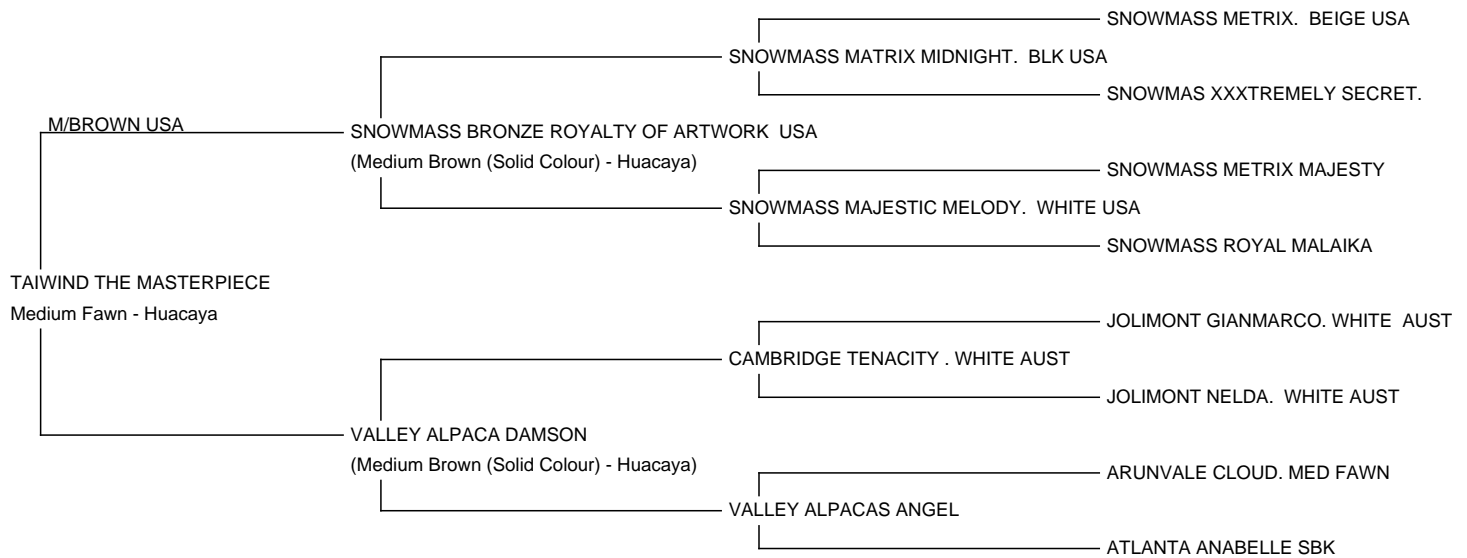 SNOWMASS METRIX.  BEIGE USA
SNOWMASS MATRIX MIDNIGHT.  BLK USA
SNOWMAS XXXTREMELY SECRET.
M/BROWN USA
SNOWMASS BRONZE ROYALTY OF ARTWORK  USA
(Medium Brown (Solid Colour) - Huacaya)
SNOWMASS METRIX MAJESTY
SNOWMASS MAJESTIC MELODY.  WHITE USA
SNOWMASS ROYAL MALAIKA
TAIWIND THE MASTERPIECE
Medium Fawn - Huacaya
JOLIMONT GIANMARCO. WHITE  AUST
CAMBRIDGE TENACITY . WHITE AUST
JOLIMONT NELDA.  WHITE AUST
VALLEY ALPACA DAMSON
(Medium Brown (Solid Colour) - Huacaya)
ARUNVALE CLOUD. MED FAWN
VALLEY ALPACAS ANGEL
ATLANTA ANABELLE SBK